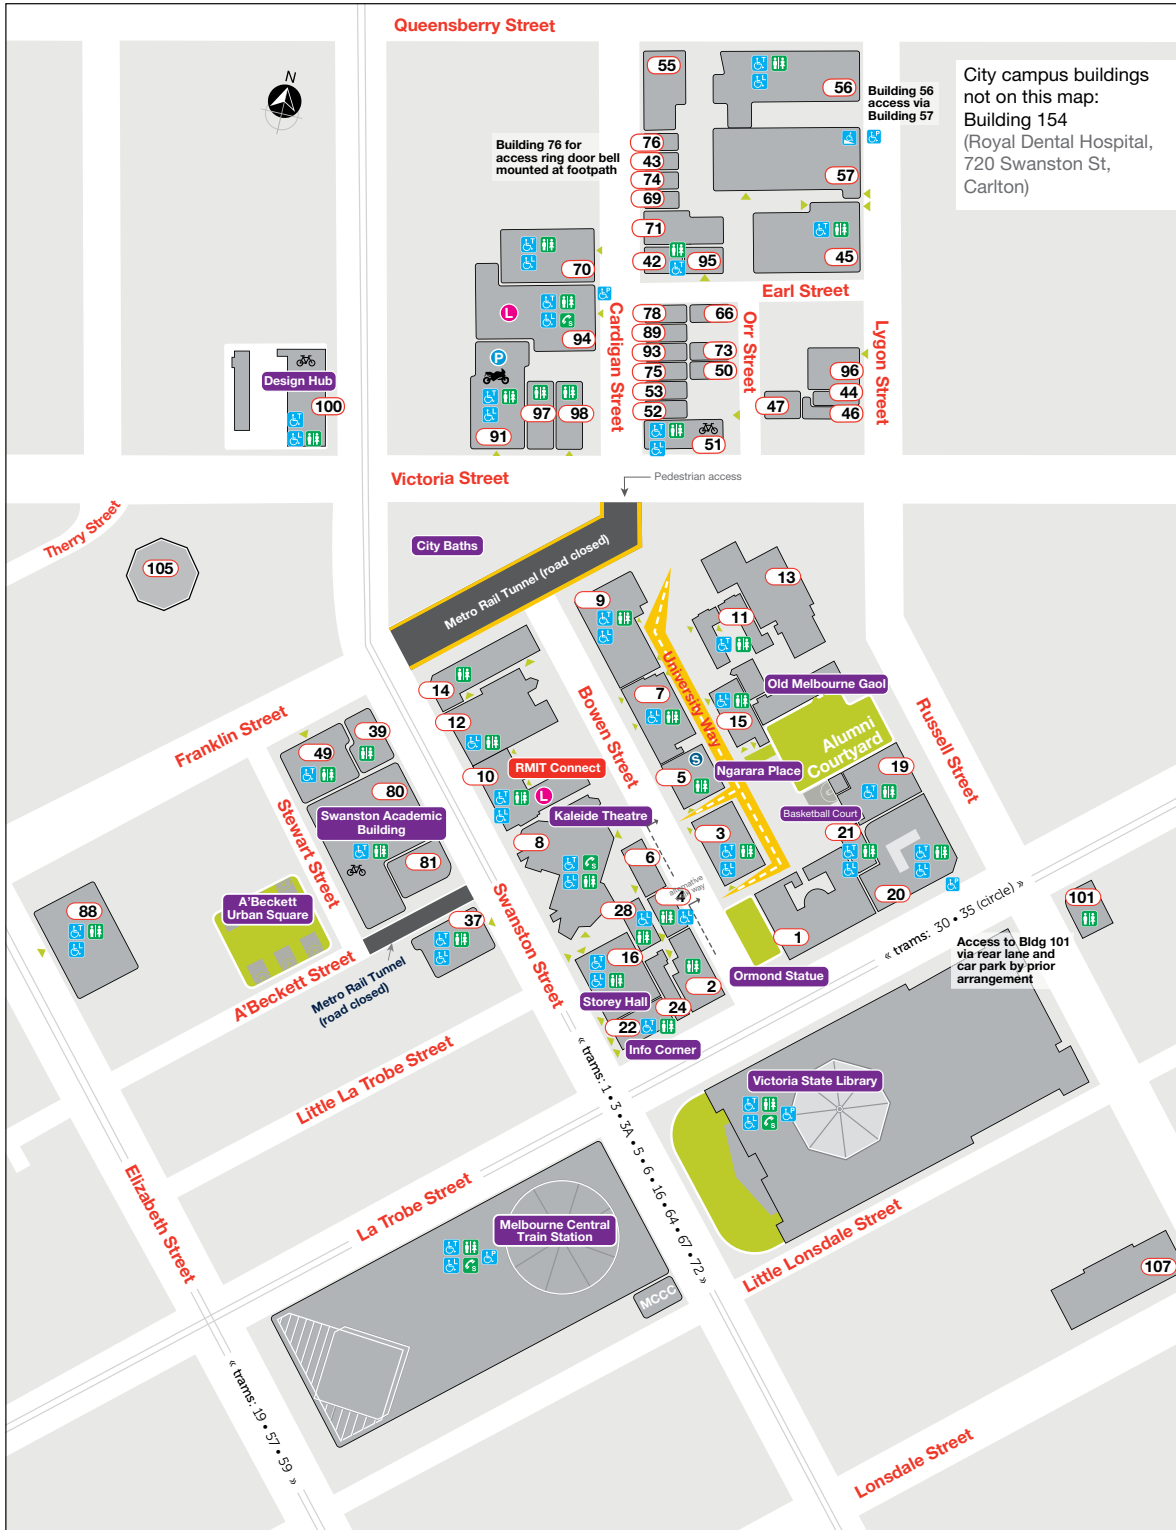 Queensberry Street
N
55
56
Building 56
access via
Building 57
City campus buildings
not on this map:
Building 154
(Royal Dental Hospital,
720 Swanston St,
Carlton)
Building 76 for
access ring door bell
mounted at footpath
76
43
74
69
57
71
42
95
45
70
94
L
P
Cardigan Street
Earl Street
78
66
89
93
73
75
50
53
52
51
Orr Street
Lygon Street
96
44
47
46
Design Hub
100
91
97
98
Victoria Street
Pedestrian access
Therry Street
105
City Baths
Metro Rail Tunnel (road closed)
9
13
11
14
12
7
University Way
Bowen Street
Old Melbourne Gaol
15
Alumni
Courtyard
Russell Street
Franklin Street
39
49
80
10
RMIT Connect
L
S
5
Ngarara Place
19
Basketball Court
Stewart Street
Swanston Academic
Building
81
Kaleide Theatre
8
6
3
21
20
A'Beckett
Urban Square
88
37
Swanston Street
28
4
alternative
1
« trams: 30 • 35 (circle) »
101
Access to Bldg 101
via rear lane and
car park by prior
arrangement
A'Beckett Street
Metro Rail Tunnel
(road closed)
16
2
Ormond Statue
Storey Hall
24
22
Info Corner
Little La Trobe Street
« trams: 1 • 3 • 3A • 5 • 6 • 16 • 64 • 67 • 72 »
Victoria State Library
Elizabeth Street
La Trobe Street
Melbourne Central
Train Station
MCCC
Little Lonsdale Street
107
« trams: 19 • 57 • 59 »
Lonsdale Street